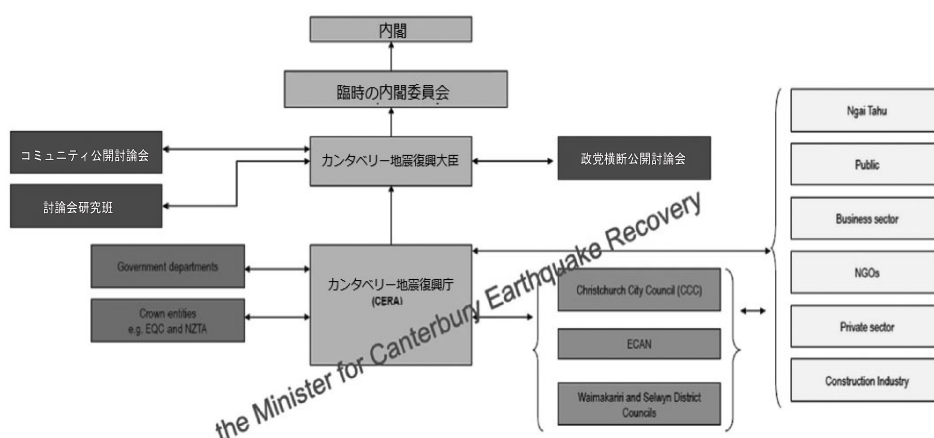 内閣
臨時の内閣委員会
コミュニティ公開討論会
カンタベリー地震復興大臣
政党横断公開討論会
討論会研究班
Government departments
Crown entities
e.g. EQC and NZTA
カンタベリー地震復興庁
(CERA)
Christchurch City Council (CCC)
ECAN
Waimakariri and Selwyn District
Councils
Ngai Tahu
Public
Business sector
NGOs
Private sector
Construction Industry
the Minister for Canterbury Earthquake Recovery